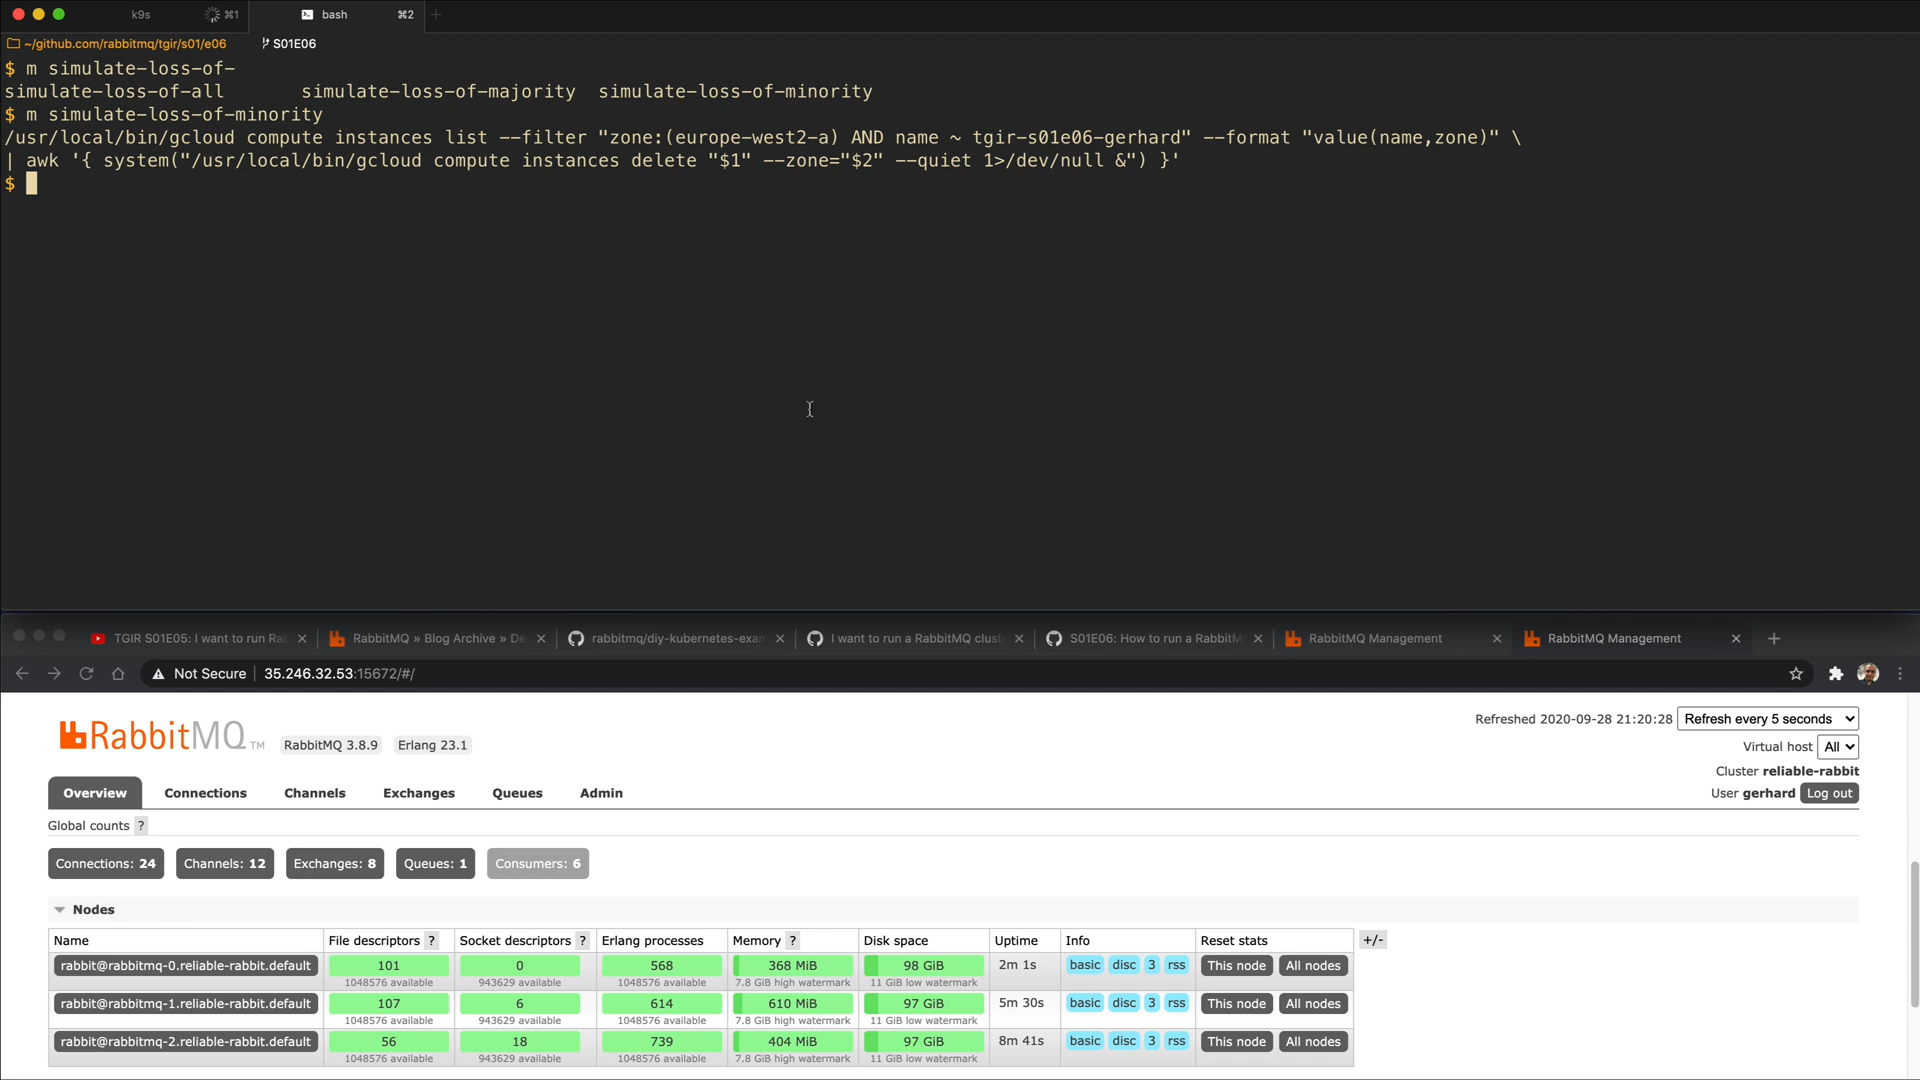 k9s ⌘1 bash ⌘2 +
~/github.com/rabbitmq/tgir/s01/e06 S01E06
$ m simulate-loss-of-
simulate-loss-of-all simulate-loss-of-majority simulate-loss-of-minority
$ m simulate-loss-of-minority
/usr/local/bin/gcloud compute instances list --filter "zone:(europe-west2-a) AND name ~ tgir-s01e06-gerhard" --format "value(name,zone)" \
| awk '{ system("/usr/local/bin/gcloud compute instances delete "$1" --zone="$2" --quiet 1>/dev/null &") }'
$
TGIR S01E05: I want to run Ra RabbitMQ » Blog Archive » De rabbitmq/diy-kubernetes-exam I want to run a RabbitMQ clust S01E06: How to run a RabbitM RabbitMQ Management RabbitMQ Management
Not Secure 35.246.32.53:15672/#/
RabbitMQ TM RabbitMQ 3.8.9 Erlang 23.1
Refreshed 2020-09-28 21:20:28 Refresh every 5 seconds
Virtual host All
Cluster reliable-rabbit
User gerhard Log out
Overview Connections Channels Exchanges Queues Admin
Global counts ?
Connections: 24 Channels: 12 Exchanges: 8 Queues: 1 Consumers: 6
Nodes
Name File descriptors ? Socket descriptors ? Erlang processes Memory ? Disk space Uptime Info Reset stats +/-
rabbit@rabbitmq-0.reliable-rabbit.default 101 0 568 368 MiB 98 GiB 2m 1s basic disc 3 rss This node All nodes
1048576 available 943629 available 1048576 available 7.8 GiB high watermark 11 GiB low watermark
rabbit@rabbitmq-1.reliable-rabbit.default 107 6 614 610 MiB 97 GiB 5m 30s basic disc 3 rss This node All nodes
1048576 available 943629 available 1048576 available 7.8 GiB high watermark 11 GiB low watermark
rabbit@rabbitmq-2.reliable-rabbit.default 56 18 739 404 MiB 97 GiB 8m 41s basic disc 3 rss This node All nodes
1048576 available 943629 available 1048576 available 7.8 GiB high watermark 11 GiB low watermark